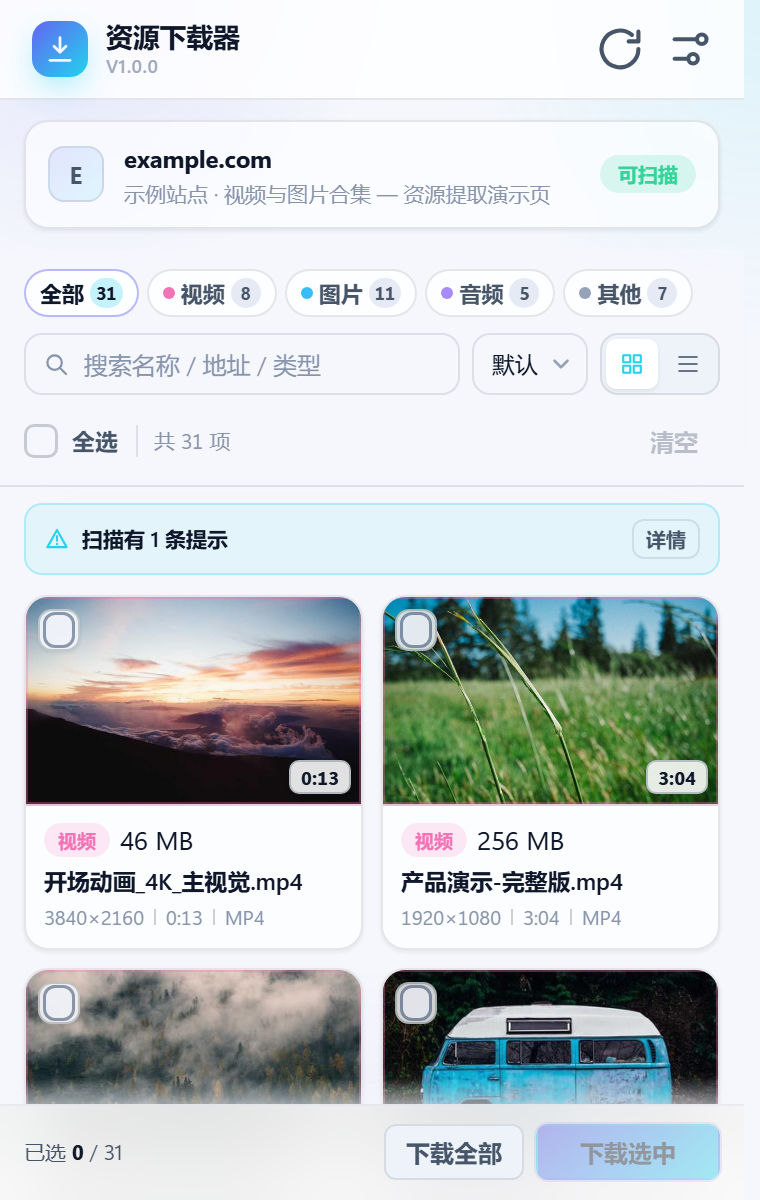 资源下载器
V1.0.0
E
example.com
示例站点 · 视频与图片合集 — 资源提取演示页
可扫描
全部 31
视频 8
图片 11
音频 5
其他 7
搜索名称 / 地址 / 类型
默认
全选
共 31 项
清空
扫描有 1 条提示
详情
0:13
3:04
视频 46 MB
开场动画_4K_主视觉.mp4
3840×2160 | 0:13 | MP4
视频 256 MB
产品演示-完整版.mp4
1920×1080 | 3:04 | MP4
已选 0 / 31
下载全部
下载选中